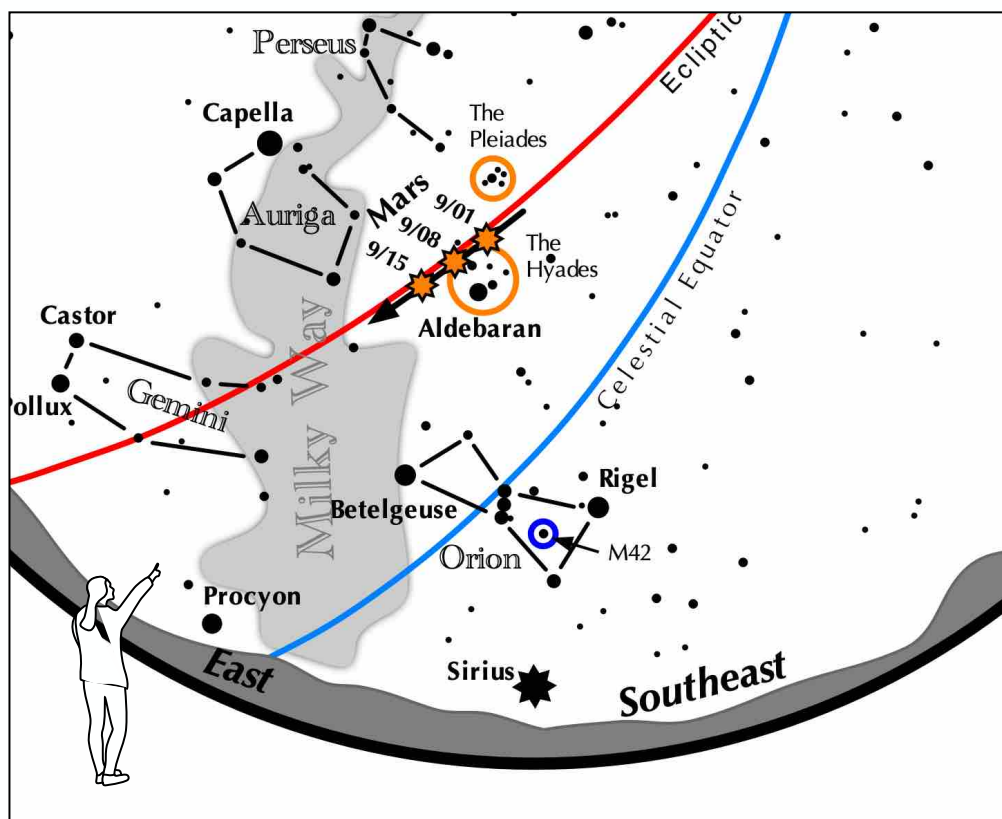 Perseus
Ecliptic
Capella
The
Pleiades
Mars
9/01
9/08
9/15
Auriga
The
Hyades
Celestial Equator
Castor
Aldebaran
ollux
Gemini
Milky Way
Betelgeuse
Rigel
Orion
M42
Procyon
East
Sirius
Southeast